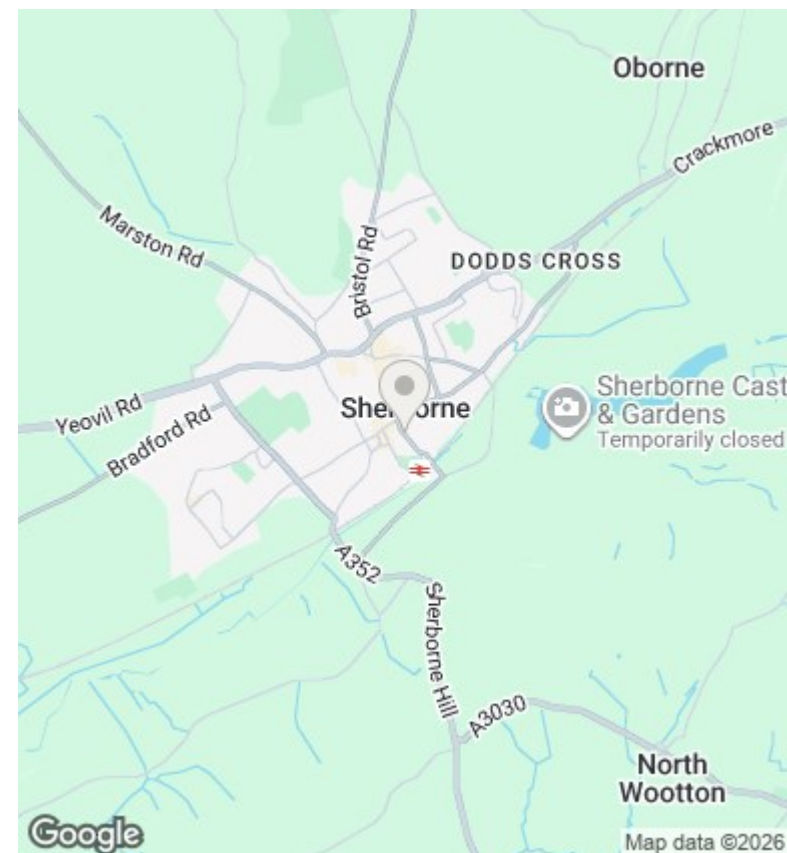 Oborne
Crackmore
Marston Rd
Bristol Rd
DODDS CROSS
Sherborne Cast
& Gardens
Temporarily closed
Yeovil Rd
Bradford Rd
A352
Sherborne Hill
A3030
North
Wootton
Google
Map data ©2026